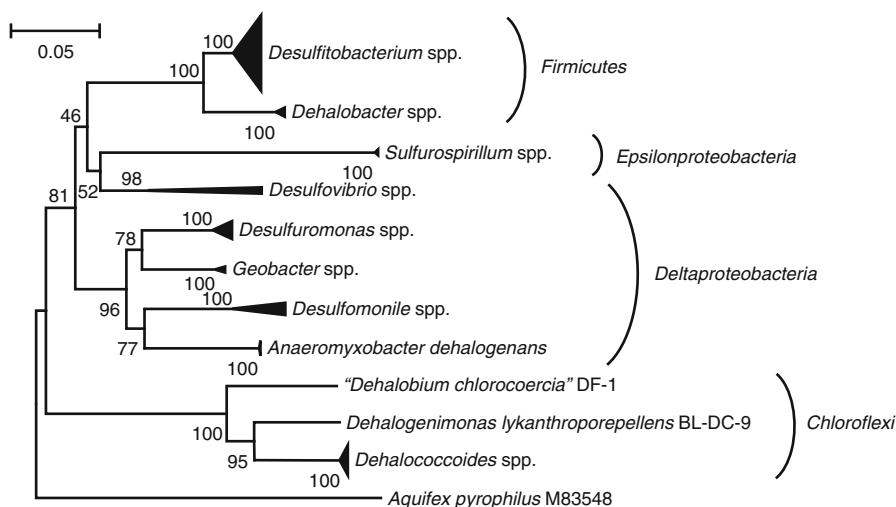 0.05
100
100
Desulfitobacterium spp.
Firmicutes
Dehalobacter spp.
100
46
Sulfurospirillum spp.
100
Epsilonproteobacteria
52
98
Desulfovibrio spp.
81
100
Desulfuromonas spp.
78
Geobacter spp.
100
Deltaproteobacteria
96
100
Desulfomonile spp.
77
Anaeromyxobacter dehalogenans
100
"Dehalobium chlorocoercia" DF-1
100
Dehalogenimonas lykanthroporepellens BL-DC-9
Chloroflexi
95
Dehalococcoides spp.
100
Aquifex pyrophilus M83548